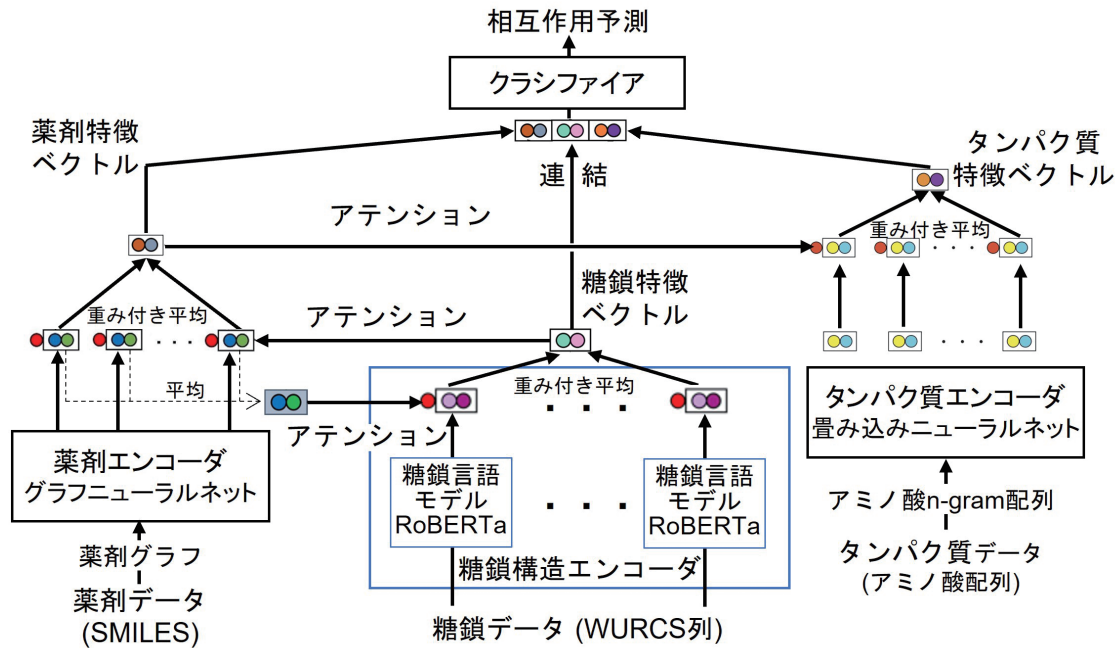 相互作用予測
クラシファイア
薬剤特徴
ベクトル
連結
タンパク質
特徴ベクトル
アテンション
重み付き平均
· · ·
糖鎖特徴
ベクトル
重み付き平均
アテンション
· · ·
· · ·
平均
重み付き平均
· · ·
アテンション
薬剤エンコーダ
グラフニューラルネット
糖鎖言語
モデル
RoBERTa
· · ·
糖鎖言語
モデル
RoBERTa
糖鎖構造エンコーダ
タンパク質エンコーダ
畳み込みニューラルネット
薬剤グラフ
薬剤データ
(SMILES)
糖鎖データ (WURCS列)
アミノ酸n-gram配列
タンパク質データ
(アミノ酸配列)